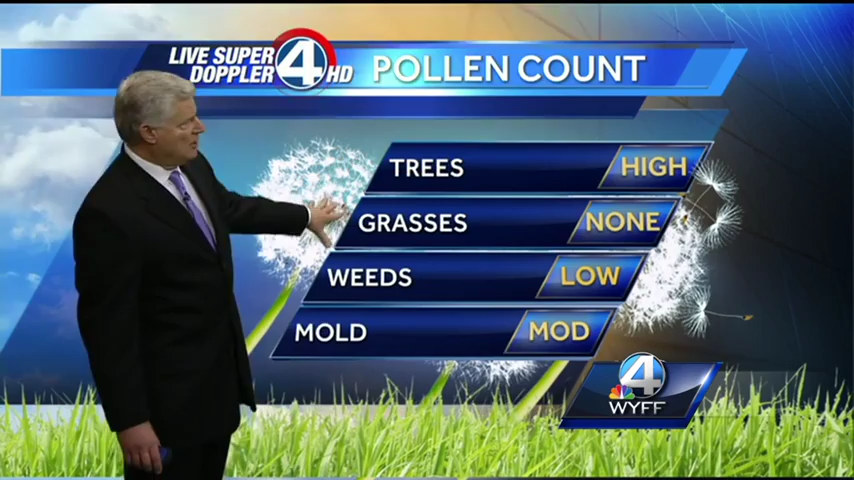 LIVE SUPER
DOPPLER 4 HD
POLLEN COUNT
TREES HIGH
GRASSES NONE
WEEDS LOW
MOLD MOD
4
WYFF